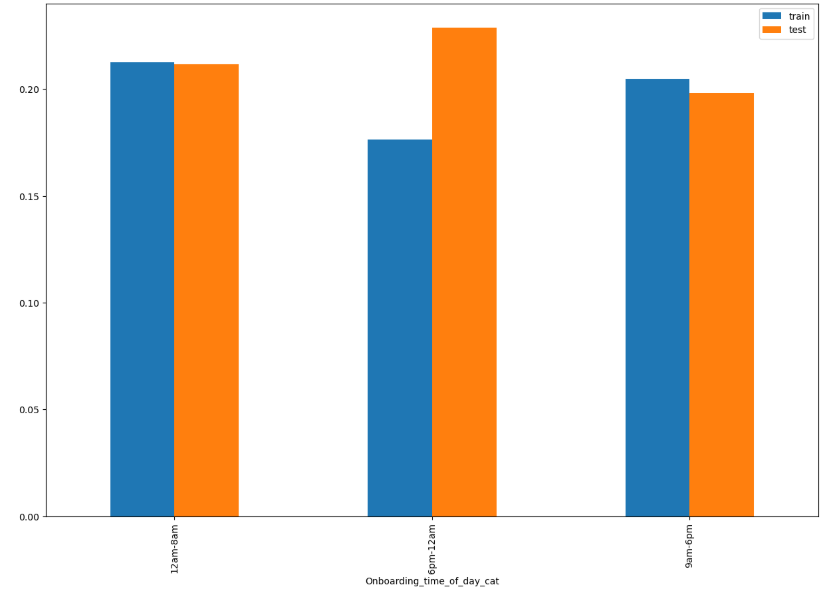 train
test
0.20
0.15
0.10
0.05
0.00
12am-8am
6pm-12am
9am-6pm
Onboarding_time_of_day_cat